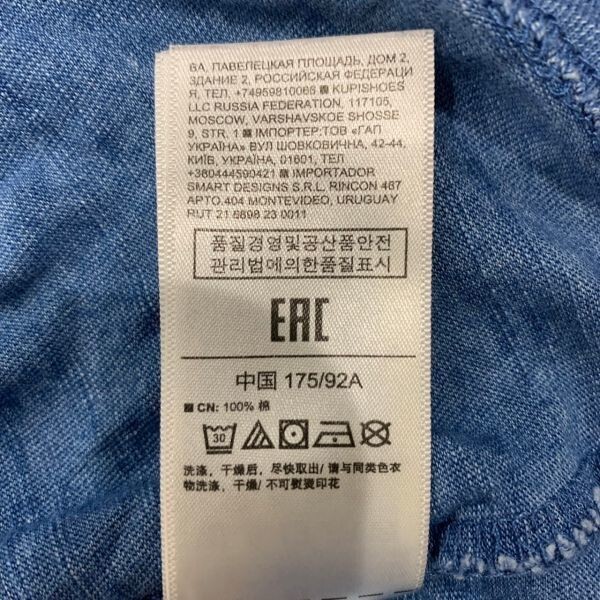 6А, ПАВЕЛЕЦКАЯ ПЛОЩАДЬ, ДОМ 2,
ЗДАНИЕ 2, РОССИЙСКАЯ ФЕДЕРАЦИ
Я, ТЕЛ. +74959810066 ■ KUPISHOES
LLC RUSSIA FEDERATION, 117105,
MOSCOW, VARSHAVSKOE SHOSSE
9, STR. 1 ■ ІМПОРТЕР:ТОВ «ГАП
УКРАЇНА» ВУЛ ШОВКОВИЧНА, 42-44,
КИЇВ, УКРАЇНА, 01601, ТЕЛ
+380444590421 ■ IMPORTADOR
SMART DESIGNS S.R.L. RINCON 487
APTO.404 MONTEVIDEO, URUGUAY
RUT 21 6898 23 0011
품질경영및공산품안전
관리법에의한품질표시
EAC
中国 175/92A
■ CN: 100% 棉
30
洗涤，干燥后，尽快取出/ 请与同类色衣
物洗涤，干燥/ 不可熨烫印花